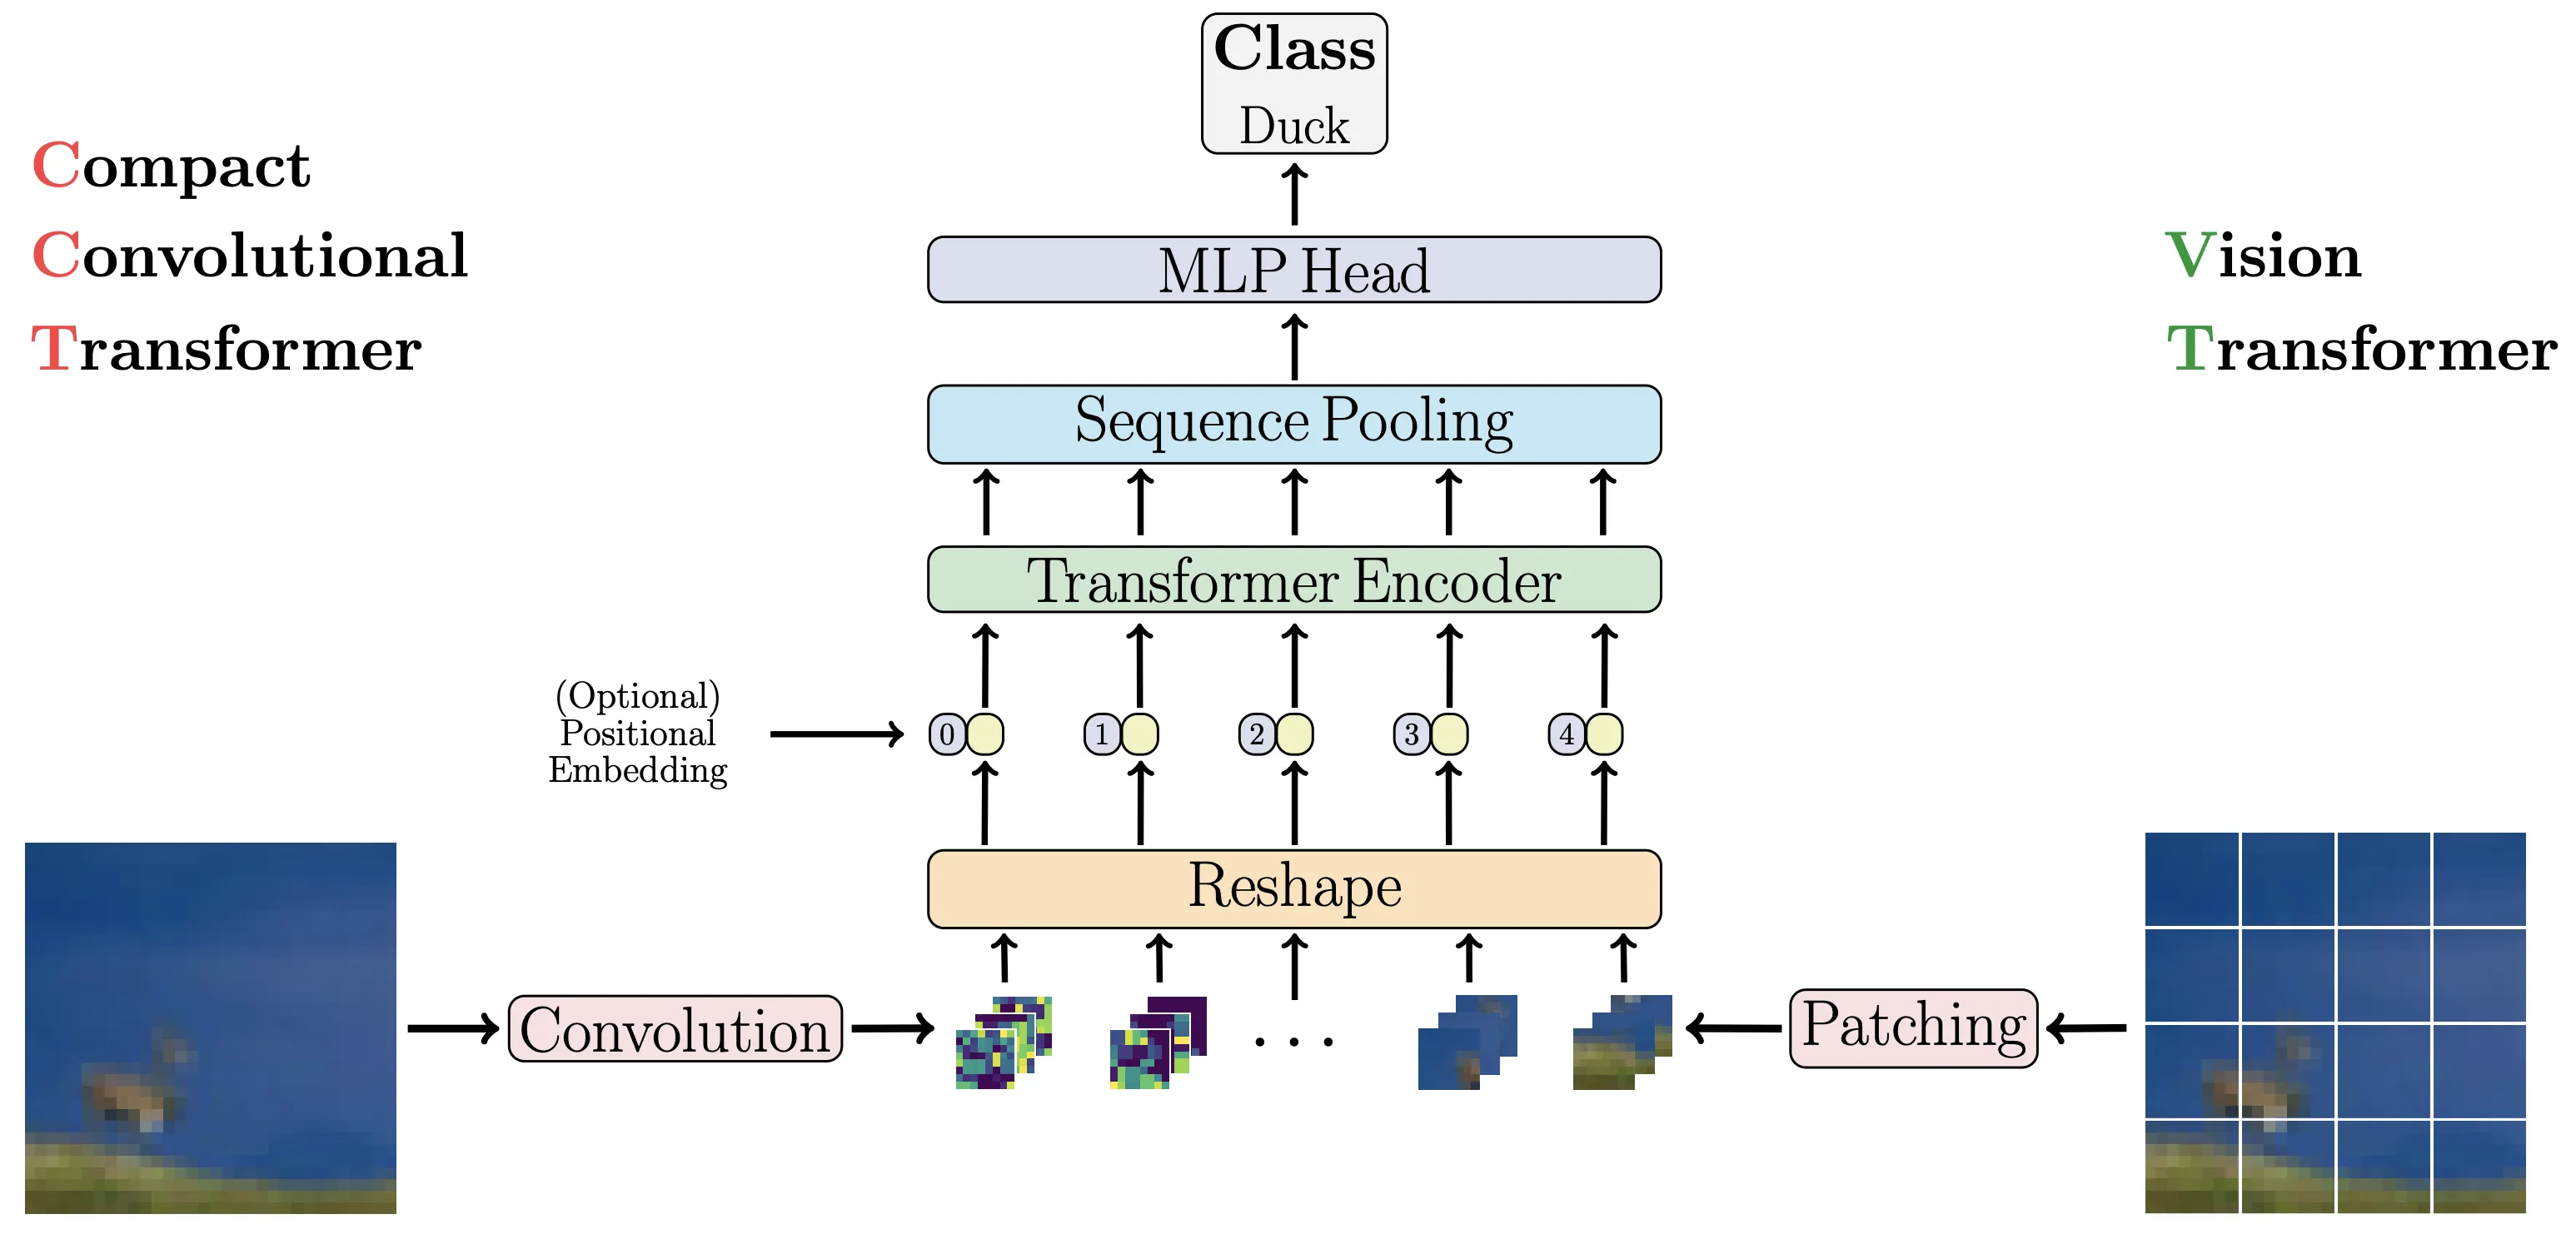 Class
Duck
Compact
Convolutional
Transformer
Vision
Transformer
MLP Head
Sequence Pooling
Transformer Encoder
(Optional)
Positional
Embedding
0 1 2 3 4
Reshape
Convolution
. . .
Patching